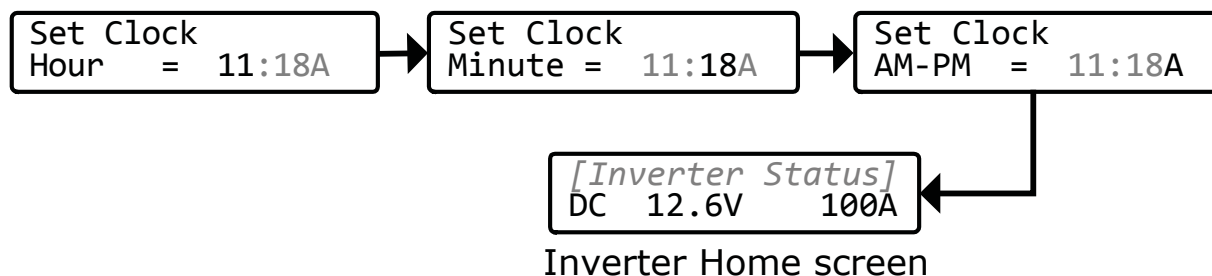 Set Clock
Hour = 11:18A
Set Clock
Minute = 11:18A
Set Clock
AM-PM = 11:18A
[Inverter Status]
DC 12.6V 100A
Inverter Home screen